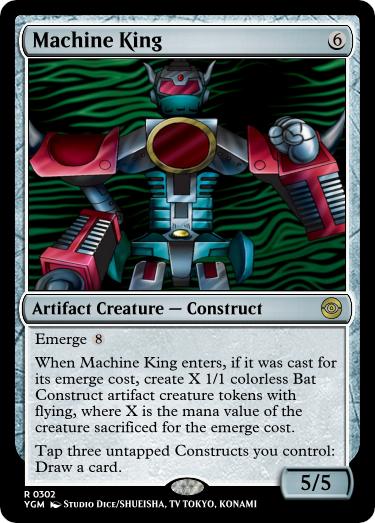 Machine King 6
Artifact Creature — Construct
Emerge 8
When Machine King enters, if it was cast for
its emerge cost, create X 1/1 colorless Bat
Construct artifact creature tokens with
flying, where X is the mana value of the
creature sacrificed for the emerge cost.
Tap three untapped Constructs you control:
Draw a card.
5/5
R 0302
YGM Studio Dice/SHUEISHA, TV TOKYO, KONAMI